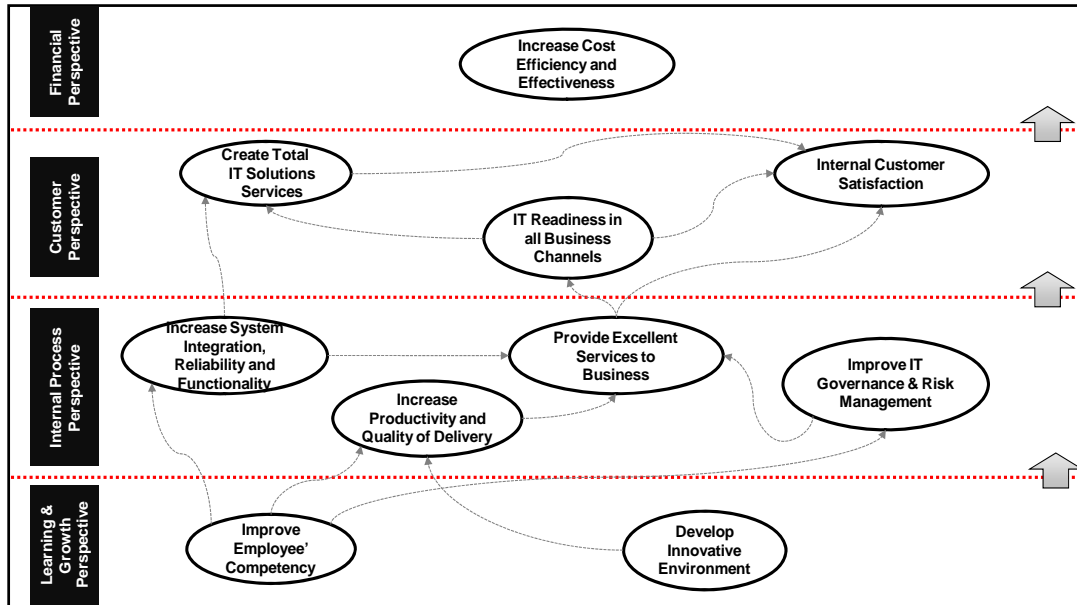 Financial
Perspective
Increase Cost
Efficiency and
Effectiveness
Customer
Perspective
Create Total
IT Solutions
Services
Internal Customer
Satisfaction
IT Readiness in
all Business
Channels
Internal Process
Perspective
Increase System
Integration,
Reliability and
Functionality
Provide Excellent
Services to
Business
Improve IT
Governance & Risk
Management
Increase
Productivity and
Quality of Delivery
Learning &
Growth
Perspective
Improve
Employee'
Competency
Develop
Innovative
Environment